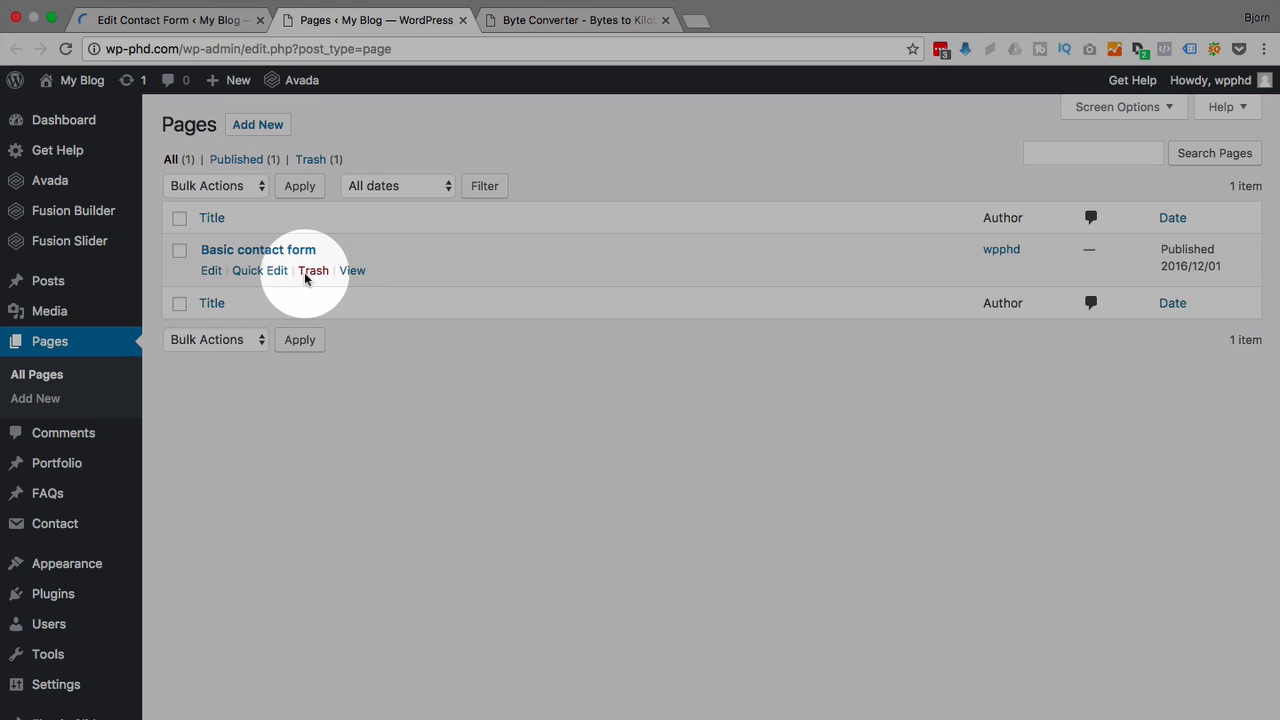 Edit Contact Form ‹ My Blog —
Pages ‹ My Blog — WordPress
Byte Converter - Bytes to Kilob
Bjorn
wp-phd.com/wp-admin/edit.php?post_type=page
3
2
My Blog
1
0
New
Avada
Get Help
Howdy, wpphd
Dashboard
Get Help
Avada
Fusion Builder
Fusion Slider
Posts
Media
Pages
All Pages
Add New
Comments
Portfolio
FAQs
Contact
Appearance
Plugins
Users
Tools
Settings
Screen Options
Help
Pages
Add New
All (1) | Published (1) | Trash (1)
Search Pages
Bulk Actions
Apply
All dates
Filter
1 item
Title
Author
Date
Basic contact form
Edit | Quick Edit | Trash | View
wpphd
—
Published
2016/12/01
Title
Author
Date
Bulk Actions
Apply
1 item